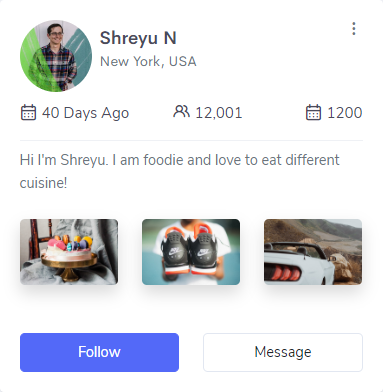 Shreyu N
New York, USA
40 Days Ago
12,001
1200
Hi I'm Shreyu. I am foodie and love to eat different
cuisine!
Follow
Message